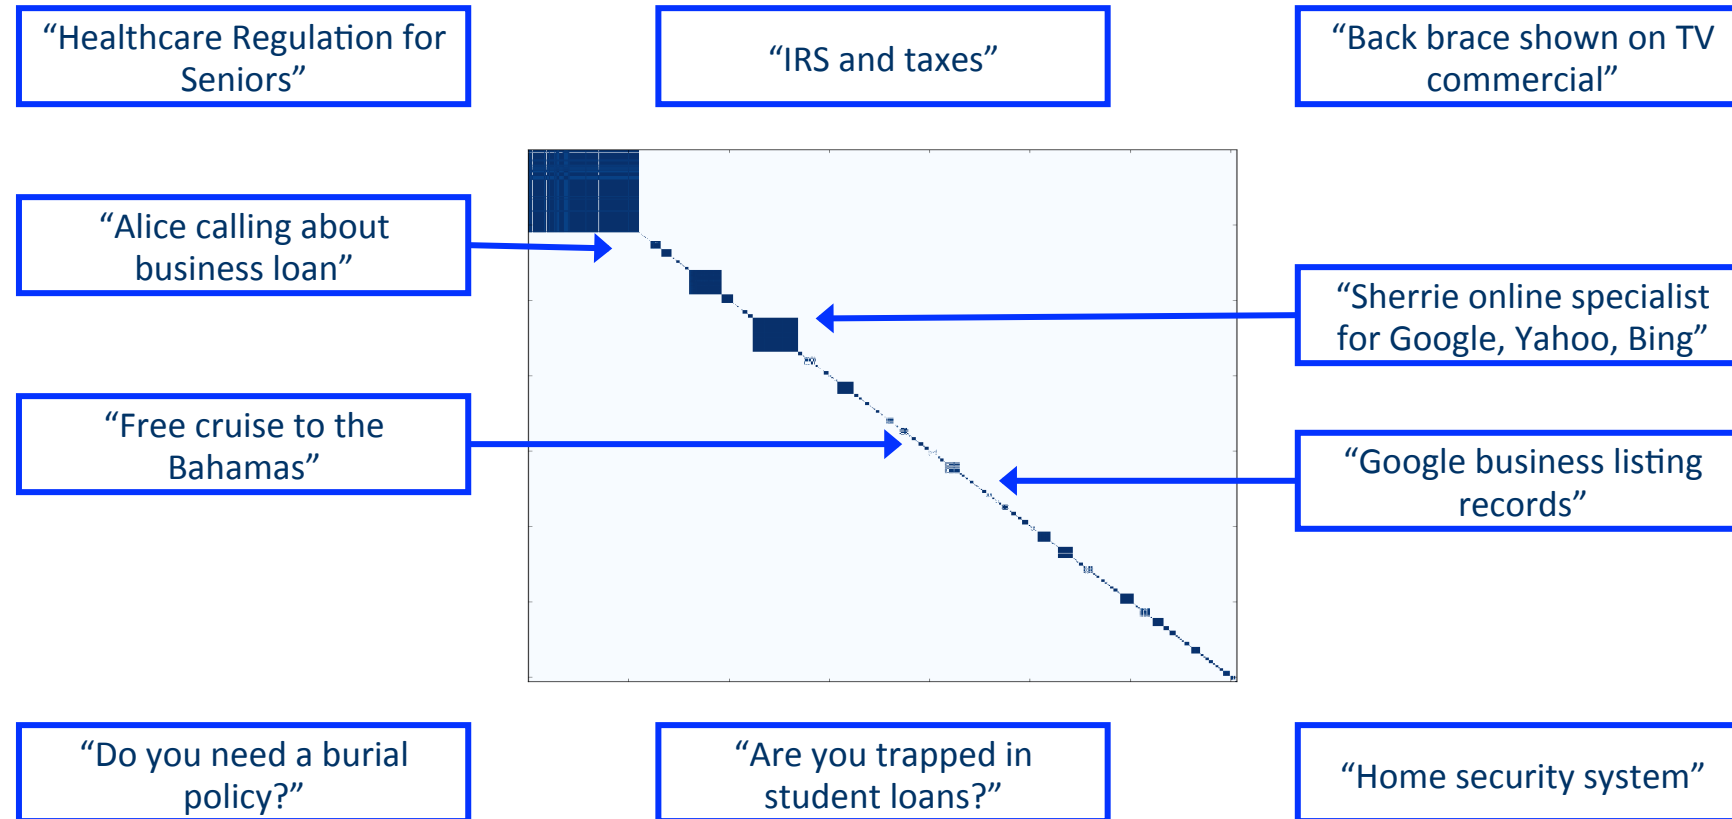 “Healthcare Regulation for
Seniors”
“IRS and taxes”
“Back brace shown on TV
commercial”
“Alice calling about
business loan”
“Sherrie online specialist
for Google, Yahoo, Bing”
“Free cruise to the
Bahamas”
“Google business listing
records”
“Do you need a burial
policy?”
“Are you trapped in
student loans?”
“Home security system”